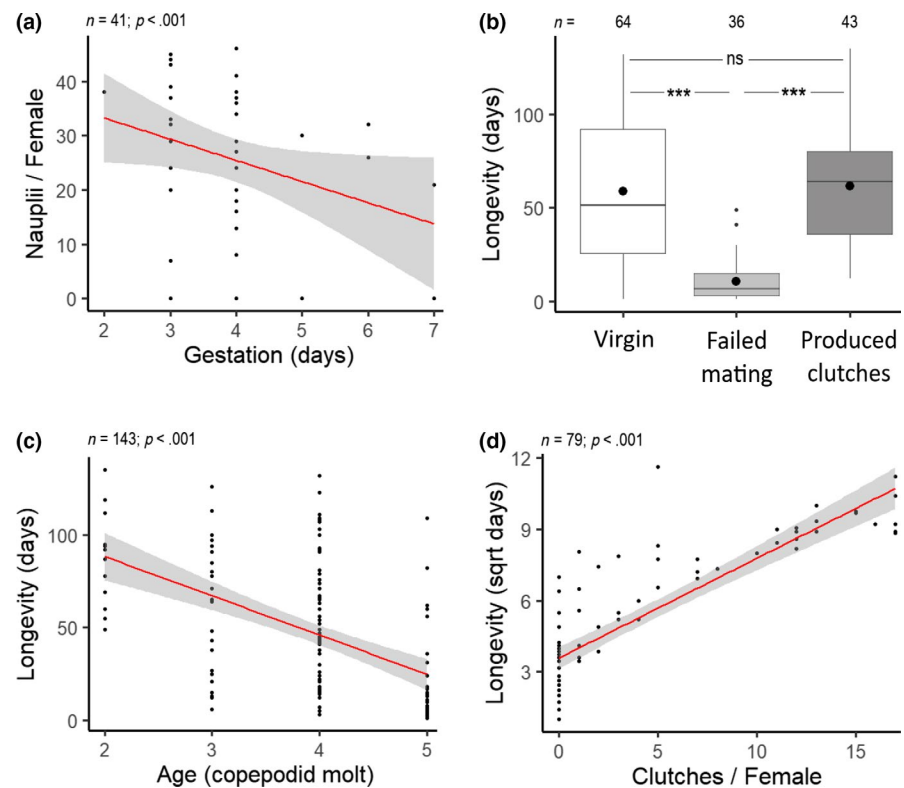 (a)
n = 41; p < .001
Nauplii / Female
40
30
20
10
0
2 3 4 5 6 7
Gestation (days)
(b)
n = 64 36 43
ns
*** ***
Longevity (days)
100
50
0
Virgin Failed mating Produced clutches
(c)
n = 143; p < .001
Longevity (days)
100
50
0
2 3 4 5
Age (copepodid molt)
(d)
n = 79; p < .001
Longevity (sqrt days)
12
9
6
3
0 5 10 15
Clutches / Female